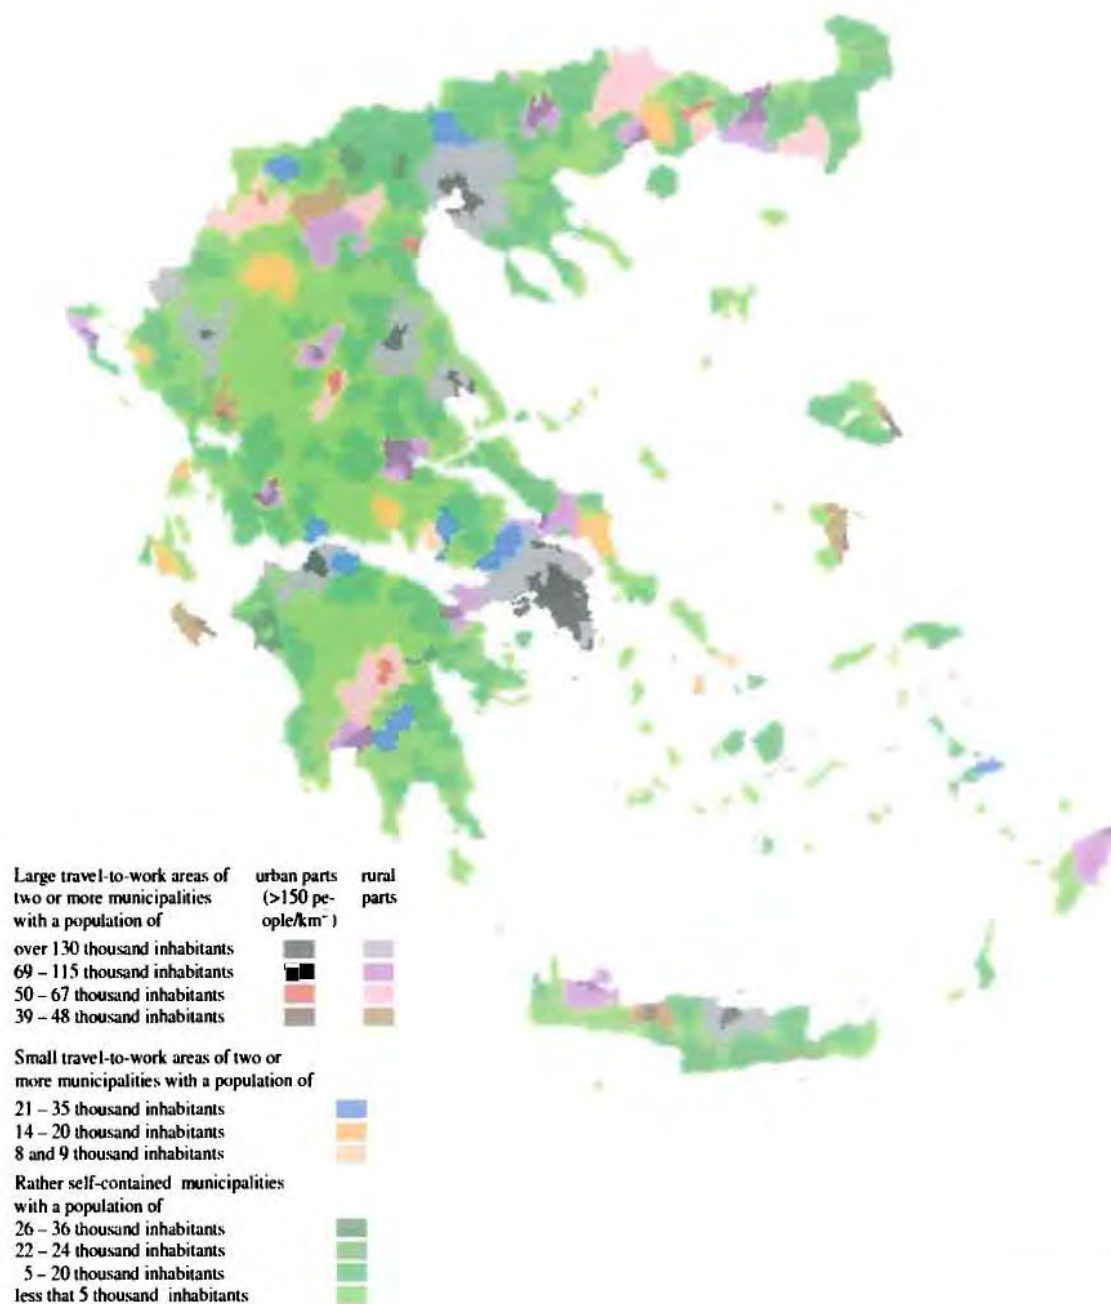 Large travel-to-work areas of urban parts rural
two or more municipalities (>150 pe- parts
with a population of ople/km² )
over 130 thousand inhabitants
69 – 115 thousand inhabitants
50 – 67 thousand inhabitants
39 – 48 thousand inhabitants
Small travel-to-work areas of two or
more municipalities with a population of
21 – 35 thousand inhabitants
14 – 20 thousand inhabitants
8 and 9 thousand inhabitants
Rather self-contained municipalities
with a population of
26 – 36 thousand inhabitants
22 – 24 thousand inhabitants
5 – 20 thousand inhabitants
less that 5 thousand inhabitants